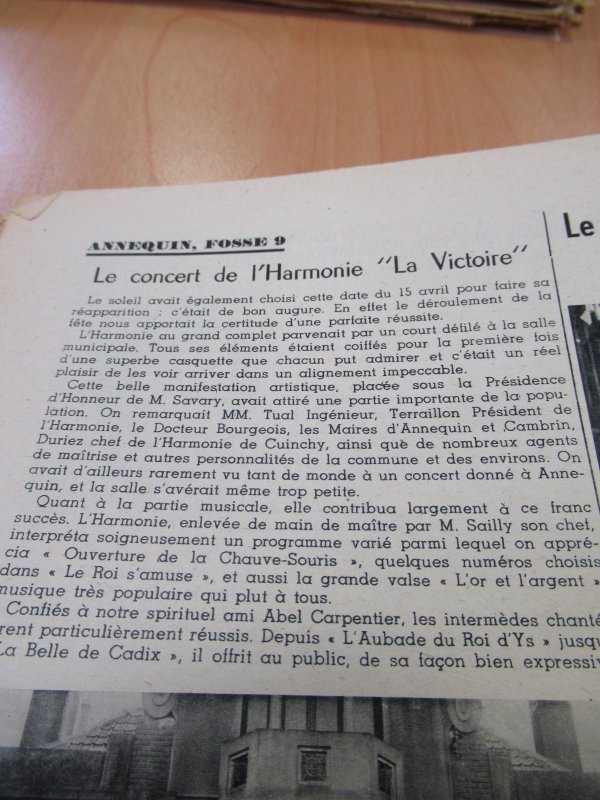 ANNEQUIN, FOSSE 9
Le concert de l'Harmonie "La Victoire"
Le soleil avait également choisi cette date du 15 avril pour faire sa
réapparition : c'était de bon augure. En effet le déroulement de la
fête nous apportait la certitude d'une parfaite réussite.
L'Harmonie au grand complet parvenait par un court défilé à la salle
municipale. Tous ses éléments étaient coiffés pour la première fois
d'une superbe casquette que chacun put admirer et c'était un réel
plaisir de les voir arriver dans un alignement impeccable.
Cette belle manifestation artistique, placée sous la Présidence
d'Honneur de M. Savary, avait attiré une partie importante de la popu-
lation. On remarquait MM. Tual Ingénieur, Terraillon Président de
l'Harmonie, le Docteur Bourgeois, les Maires d'Annequin et Cambrin,
Duriez chef de l'Harmonie de Cuinchy, ainsi que de nombreux agents
de maîtrise et autres personnalités de la commune et des environs. On
avait d'ailleurs rarement vu tant de monde à un concert donné à Anne-
quin, et la salle s'avérait même trop petite.
Quant à la partie musicale, elle contribua largement à ce franc
succès. L'Harmonie, enlevée de main de maître par M. Sailly son chef,
interpréta soigneusement un programme varié parmi lequel on appré-
cia « Ouverture de la Chauve-Souris », quelques numéros choisis
dans « Le Roi s'amuse », et aussi la grande valse « L'or et l'argent »
musique très populaire qui plut à tous.
Confiés à notre spirituel ami Abel Carpentier, les intermèdes chanté
rent particulièrement réussis. Depuis « L'Aubade du Roi d'Ys » jusqu
La Belle de Cadix », il offrit au public, de sa façon bien expressiv
Le